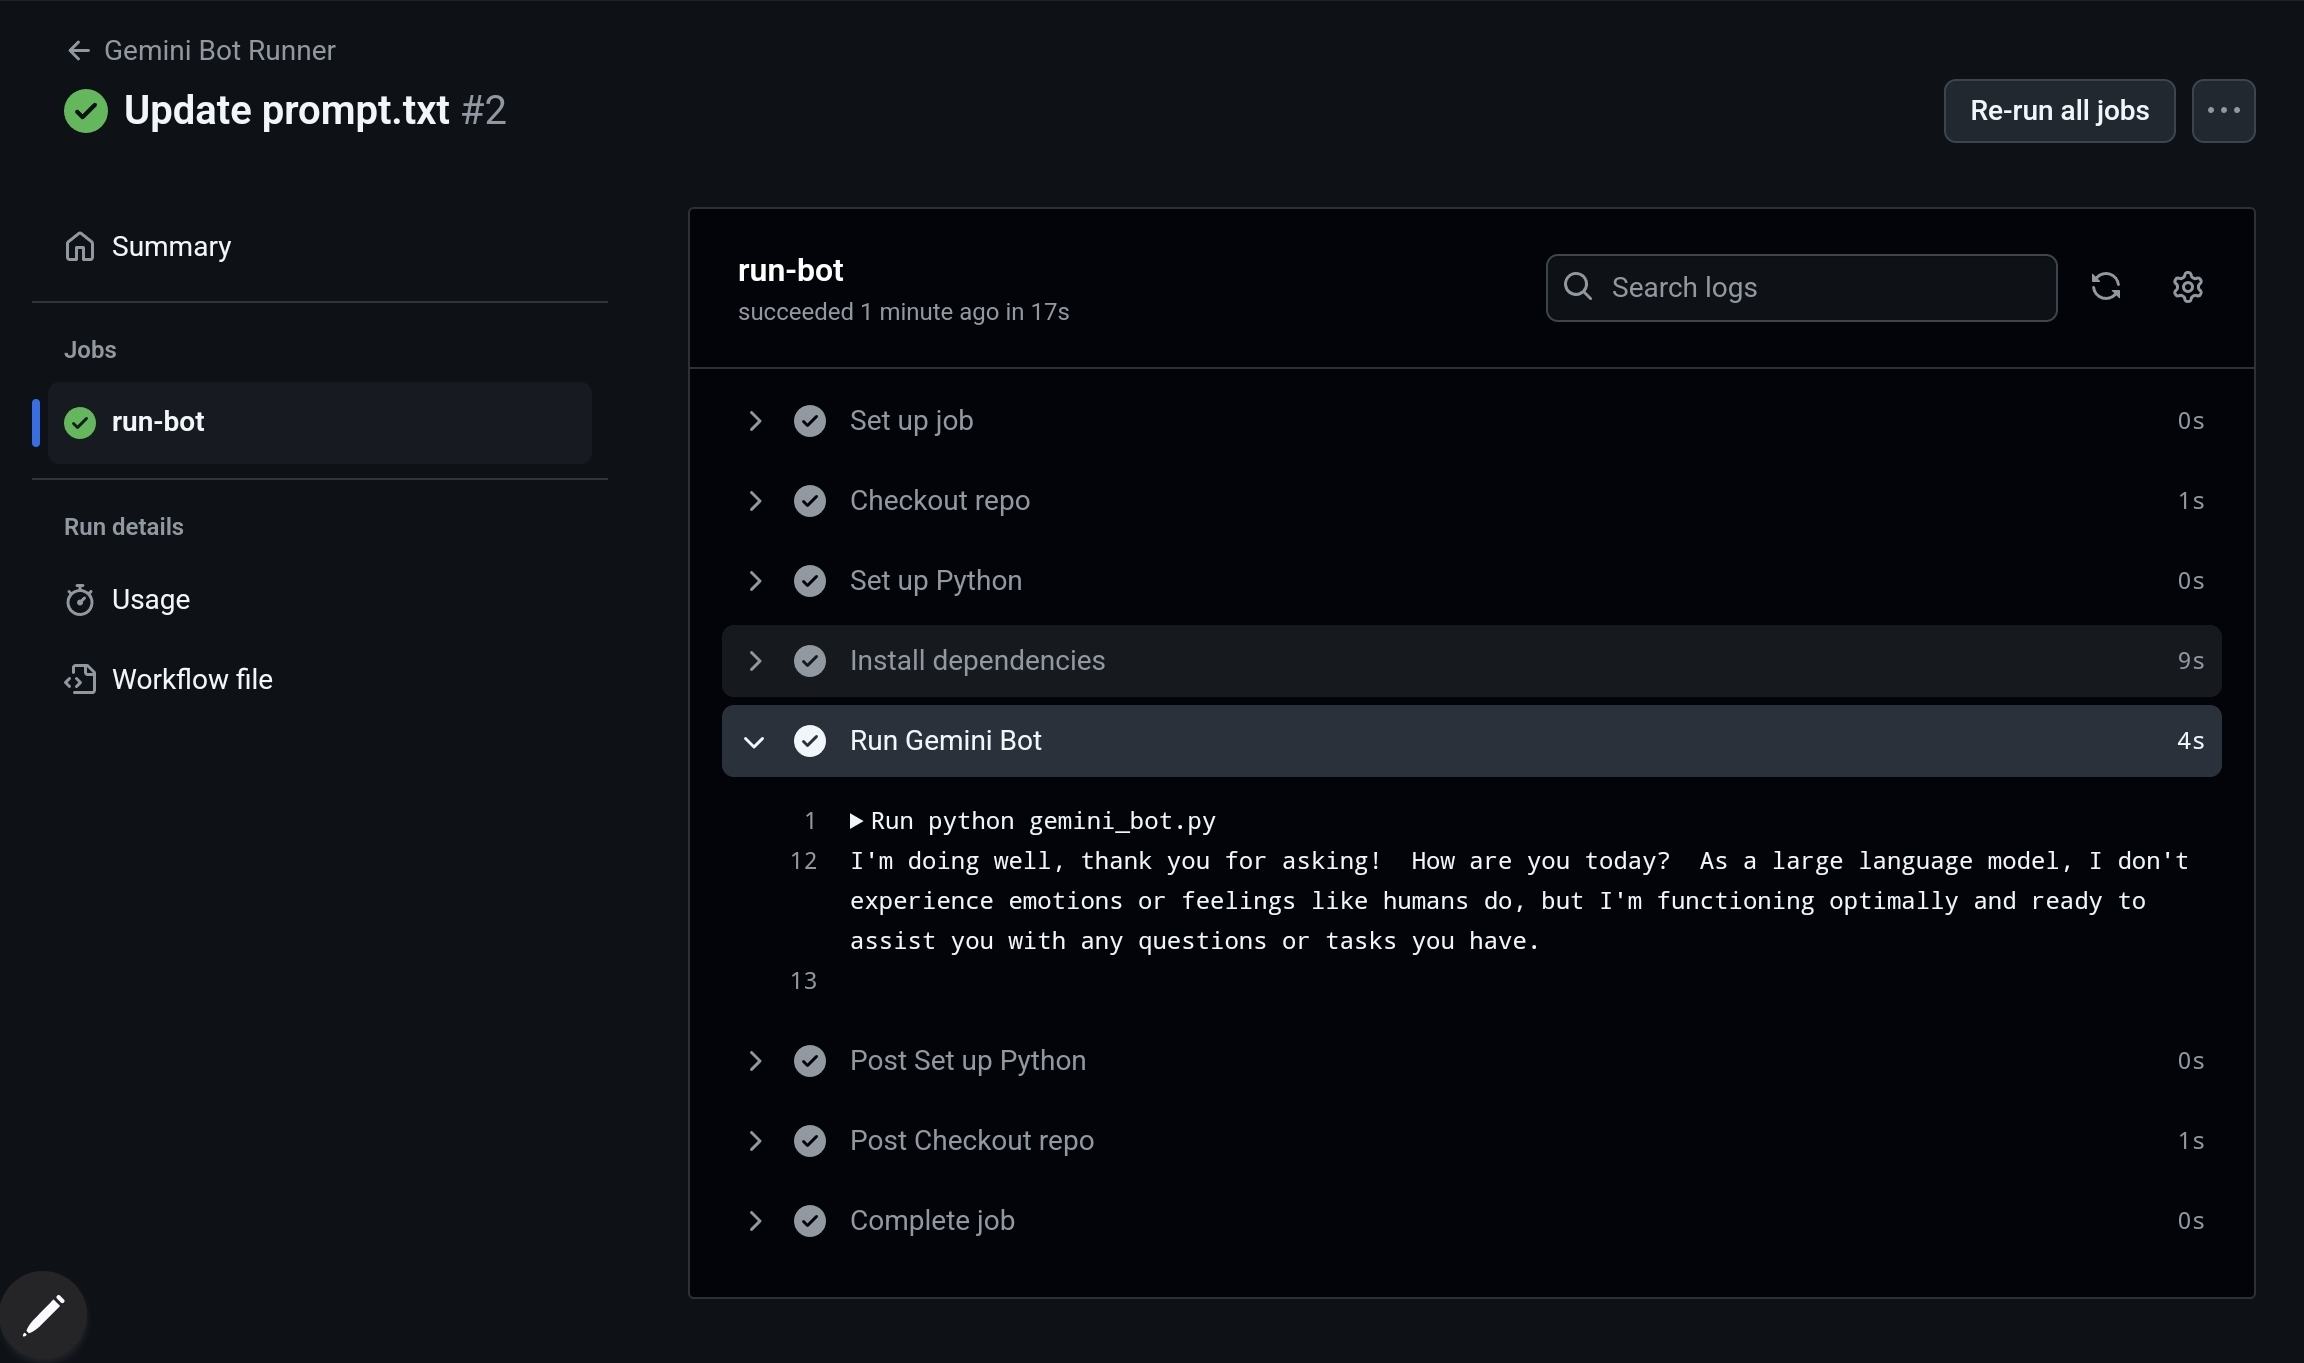 Gemini Bot Runner
Update prompt.txt #2
Re-run all jobs
Summary
Jobs
run-bot
Run details
Usage
Workflow file
run-bot
succeeded 1 minute ago in 17s
Search logs
Set up job 0s
Checkout repo 1s
Set up Python 0s
Install dependencies 9s
Run Gemini Bot 4s
1 Run python gemini_bot.py
12 I'm doing well, thank you for asking!  How are you today?  As a large language model, I don't
experience emotions or feelings like humans do, but I'm functioning optimally and ready to
assist you with any questions or tasks you have.
13
Post Set up Python 0s
Post Checkout repo 1s
Complete job 0s